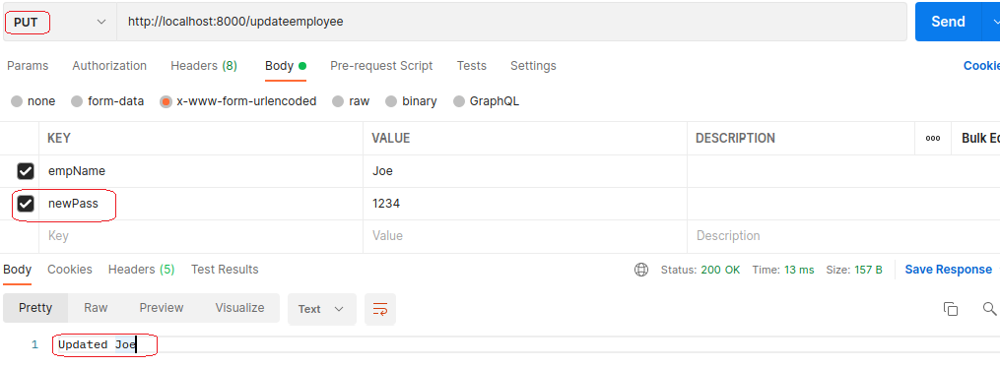 PUT http://localhost:8000/updateemployee Send
Params Authorization Headers (8) Body Pre-request Script Tests Settings Cookie
none form-data x-www-form-urlencoded raw binary GraphQL
KEY VALUE DESCRIPTION ooo Bulk Ed
empName Joe
newPass 1234
Key Value Description
Body Cookies Headers (5) Test Results Status: 200 OK Time: 13 ms Size: 157 B Save Response
Pretty Raw Preview Visualize Text
1 Updated Joe